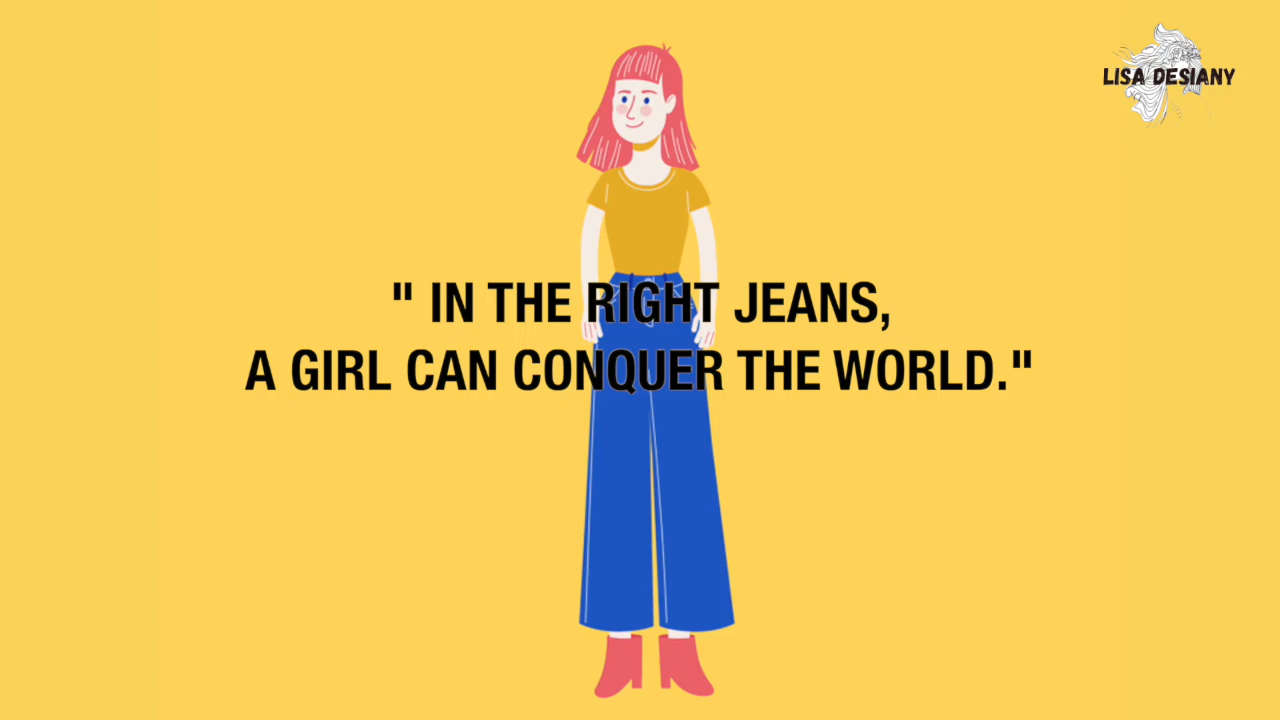 LISA DESIANY
" IN THE RIGHT JEANS,
A GIRL CAN CONQUER THE WORLD."